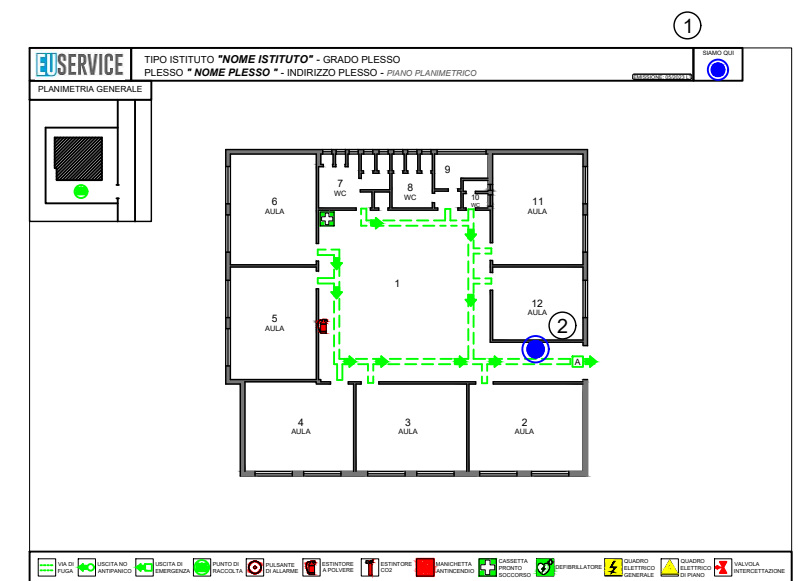 1
EUSERVICE
TIPO ISTITUTO "NOME ISTITUTO" - GRADO PLESSO
PLESSO " NOME PLESSO " - INDIRIZZO PLESSO - PIANO PLANIMETRICO
SIAMO QUI
PLANIMETRIA GENERALE
6
AULA
7
WC
8
WC
9
10
WC
11
AULA
1
5
AULA
12
AULA
2
A
4
AULA
3
AULA
2
AULA
VIA DI
FUGA
USCITA NO
ANTIPANICO
USCITA DI
EMERGENZA
PUNTO DI
RACCOLTA
PULSANTE
DI ALLARME
ESTINTORE
A POLVERE
ESTINTORE
CO2
MANICHETTA
ANTINCENDIO
CASSETTA
PRONTO
SOCCORSO
DEFIBRILLATORE
QUADRO
ELETTRICO
GENERALE
QUADRO
ELETTRICO
DI PIANO
VALVOLA
INTERCETTAZIONE